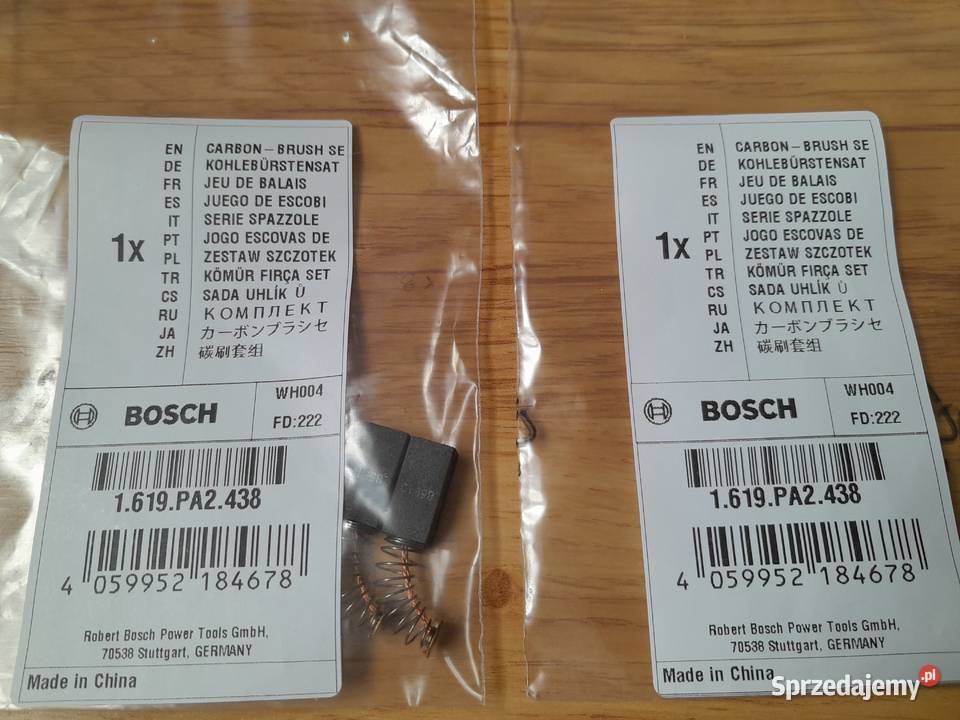 1x
EN CARBON – BRUSH SE
DE KOHLEBÜRSTENSAT
FR JEU DE BALAIS
ES JUEGO DE ESCOBI
IT SERIE SPAZZOLE
PT JOGO ESCOVAS DE
PL ZESTAW SZCZOTEK
TR KÖMÜR FIRÇA SET
CS SADA UHLÍK Ů
RU КОМПЛЕКТ
JA カーボンブラシセ
ZH 碳刷套组
BOSCH
WH004
FD:222
1.619.PA2.438
4 059952 184678
Robert Bosch Power Tools GmbH,
70538 Stuttgart, GERMANY
Made in China
1x
EN CARBON – BRUSH SE
DE KOHLEBÜRSTENSAT
FR JEU DE BALAIS
ES JUEGO DE ESCOBI
IT SERIE SPAZZOLE
PT JOGO ESCOVAS DE
PL ZESTAW SZCZOTEK
TR KÖMÜR FIRÇA SET
CS SADA UHLÍK Ů
RU КОМПЛЕКТ
JA カーボンブラシセ
ZH 碳刷套组
BOSCH
WH004
FD:222
1.619.PA2.438
4 059952 184678
Robert Bosch Power Tools GmbH,
70538 Stuttgart, GERMANY
Made in China
Sprzedajemy.pl